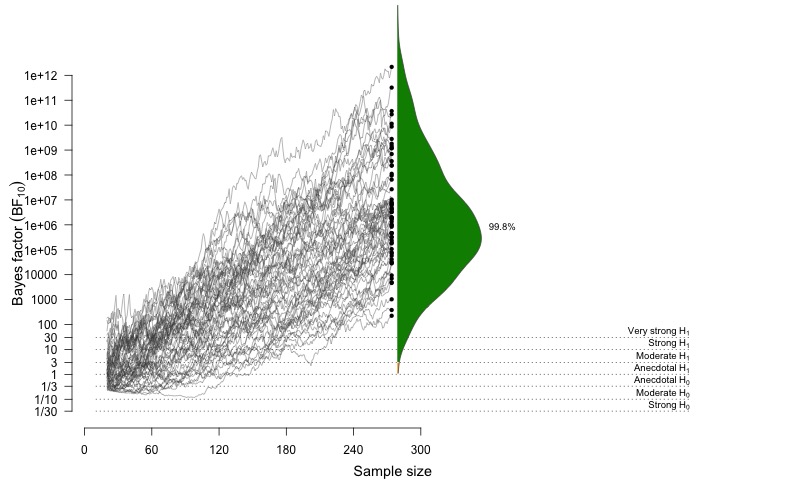 1e+12
1e+11
1e+10
1e+09
1e+08
1e+07
1e+06
1e+05
10000
1000
100
30
10
3
1
1/3
1/10
1/30
Bayes factor (BF10)
99.8%
Very strong H1
Strong H1
Moderate H1
Anecdotal H1
Anecdotal H0
Moderate H0
Strong H0
0 60 120 180 240 300
Sample size